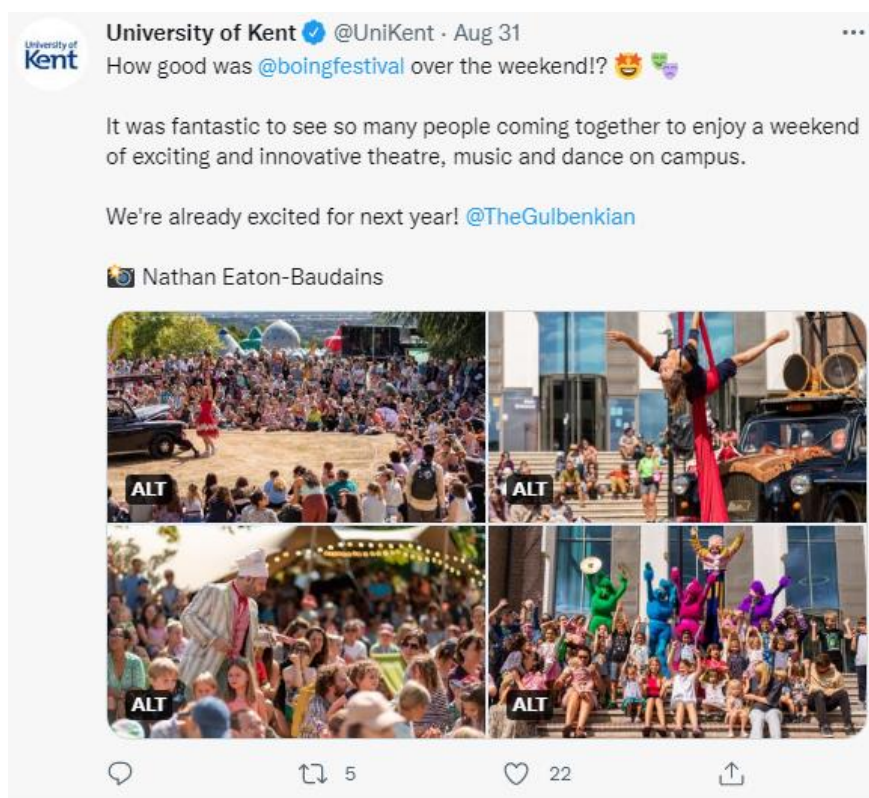 University of
Kent
University of Kent @UniKent · Aug 31
How good was @boingfestival over the weekend!? 🤩 🎭
It was fantastic to see so many people coming together to enjoy a weekend
of exciting and innovative theatre, music and dance on campus.
We're already excited for next year! @TheGulbenkian
📸 Nathan Eaton-Baudains
ALT
ALT
ALT
ALT
5
22